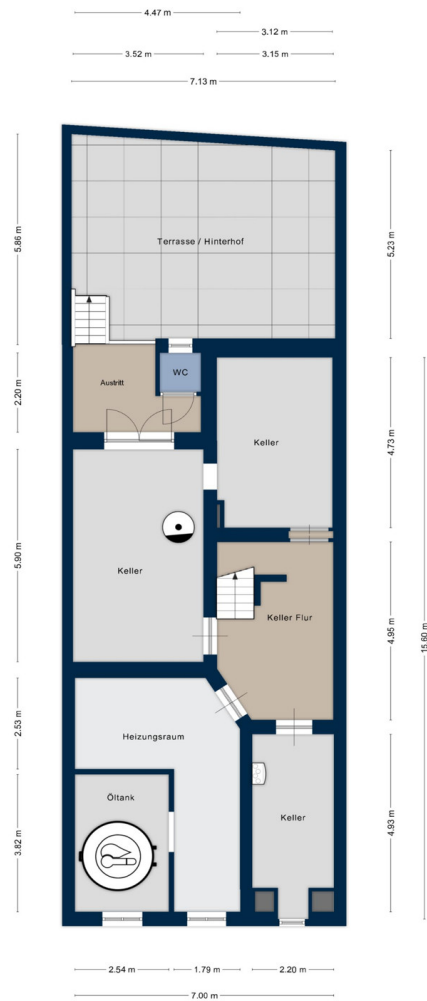 4.47 m
3.12 m
3.52 m
3.15 m
7.13 m
5.86 m
5.23 m
Terrasse / Hinterhof
2.20 m
WC
Austritt
4.73 m
Keller
5.90 m
Keller
4.95 m
Keller Flur
15.60 m
2.53 m
Heizungsraum
3.82 m
Öltank
4.93 m
Keller
2.54 m
1.79 m
2.20 m
7.00 m